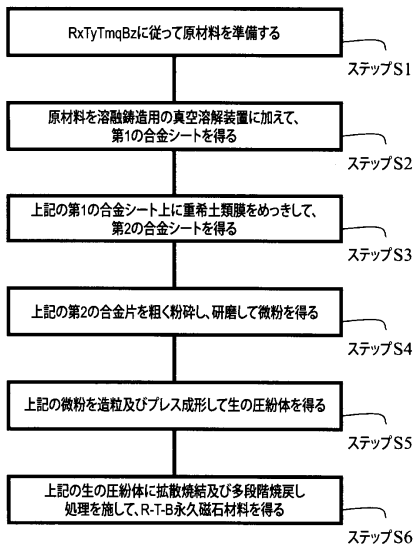 RxTyTmqBzに従って原材料を準備する
ステップS1
原材料を溶融鋳造用の真空溶解装置に加えて、
第1の合金シートを得る
ステップS2
上記の第1の合金シート上に重希土類膜をめっきして、
第2の合金シートを得る
ステップS3
上記の第2の合金片を粗く粉砕し、研磨して微粉を得る
ステップS4
上記の微粉を造粒及びプレス成形して生の圧粉体を得る
ステップS5
上記の生の圧粉体に拡散焼結及び多段階焼戻し
処理を施して、R-T-B永久磁石材料を得る
ステップS6